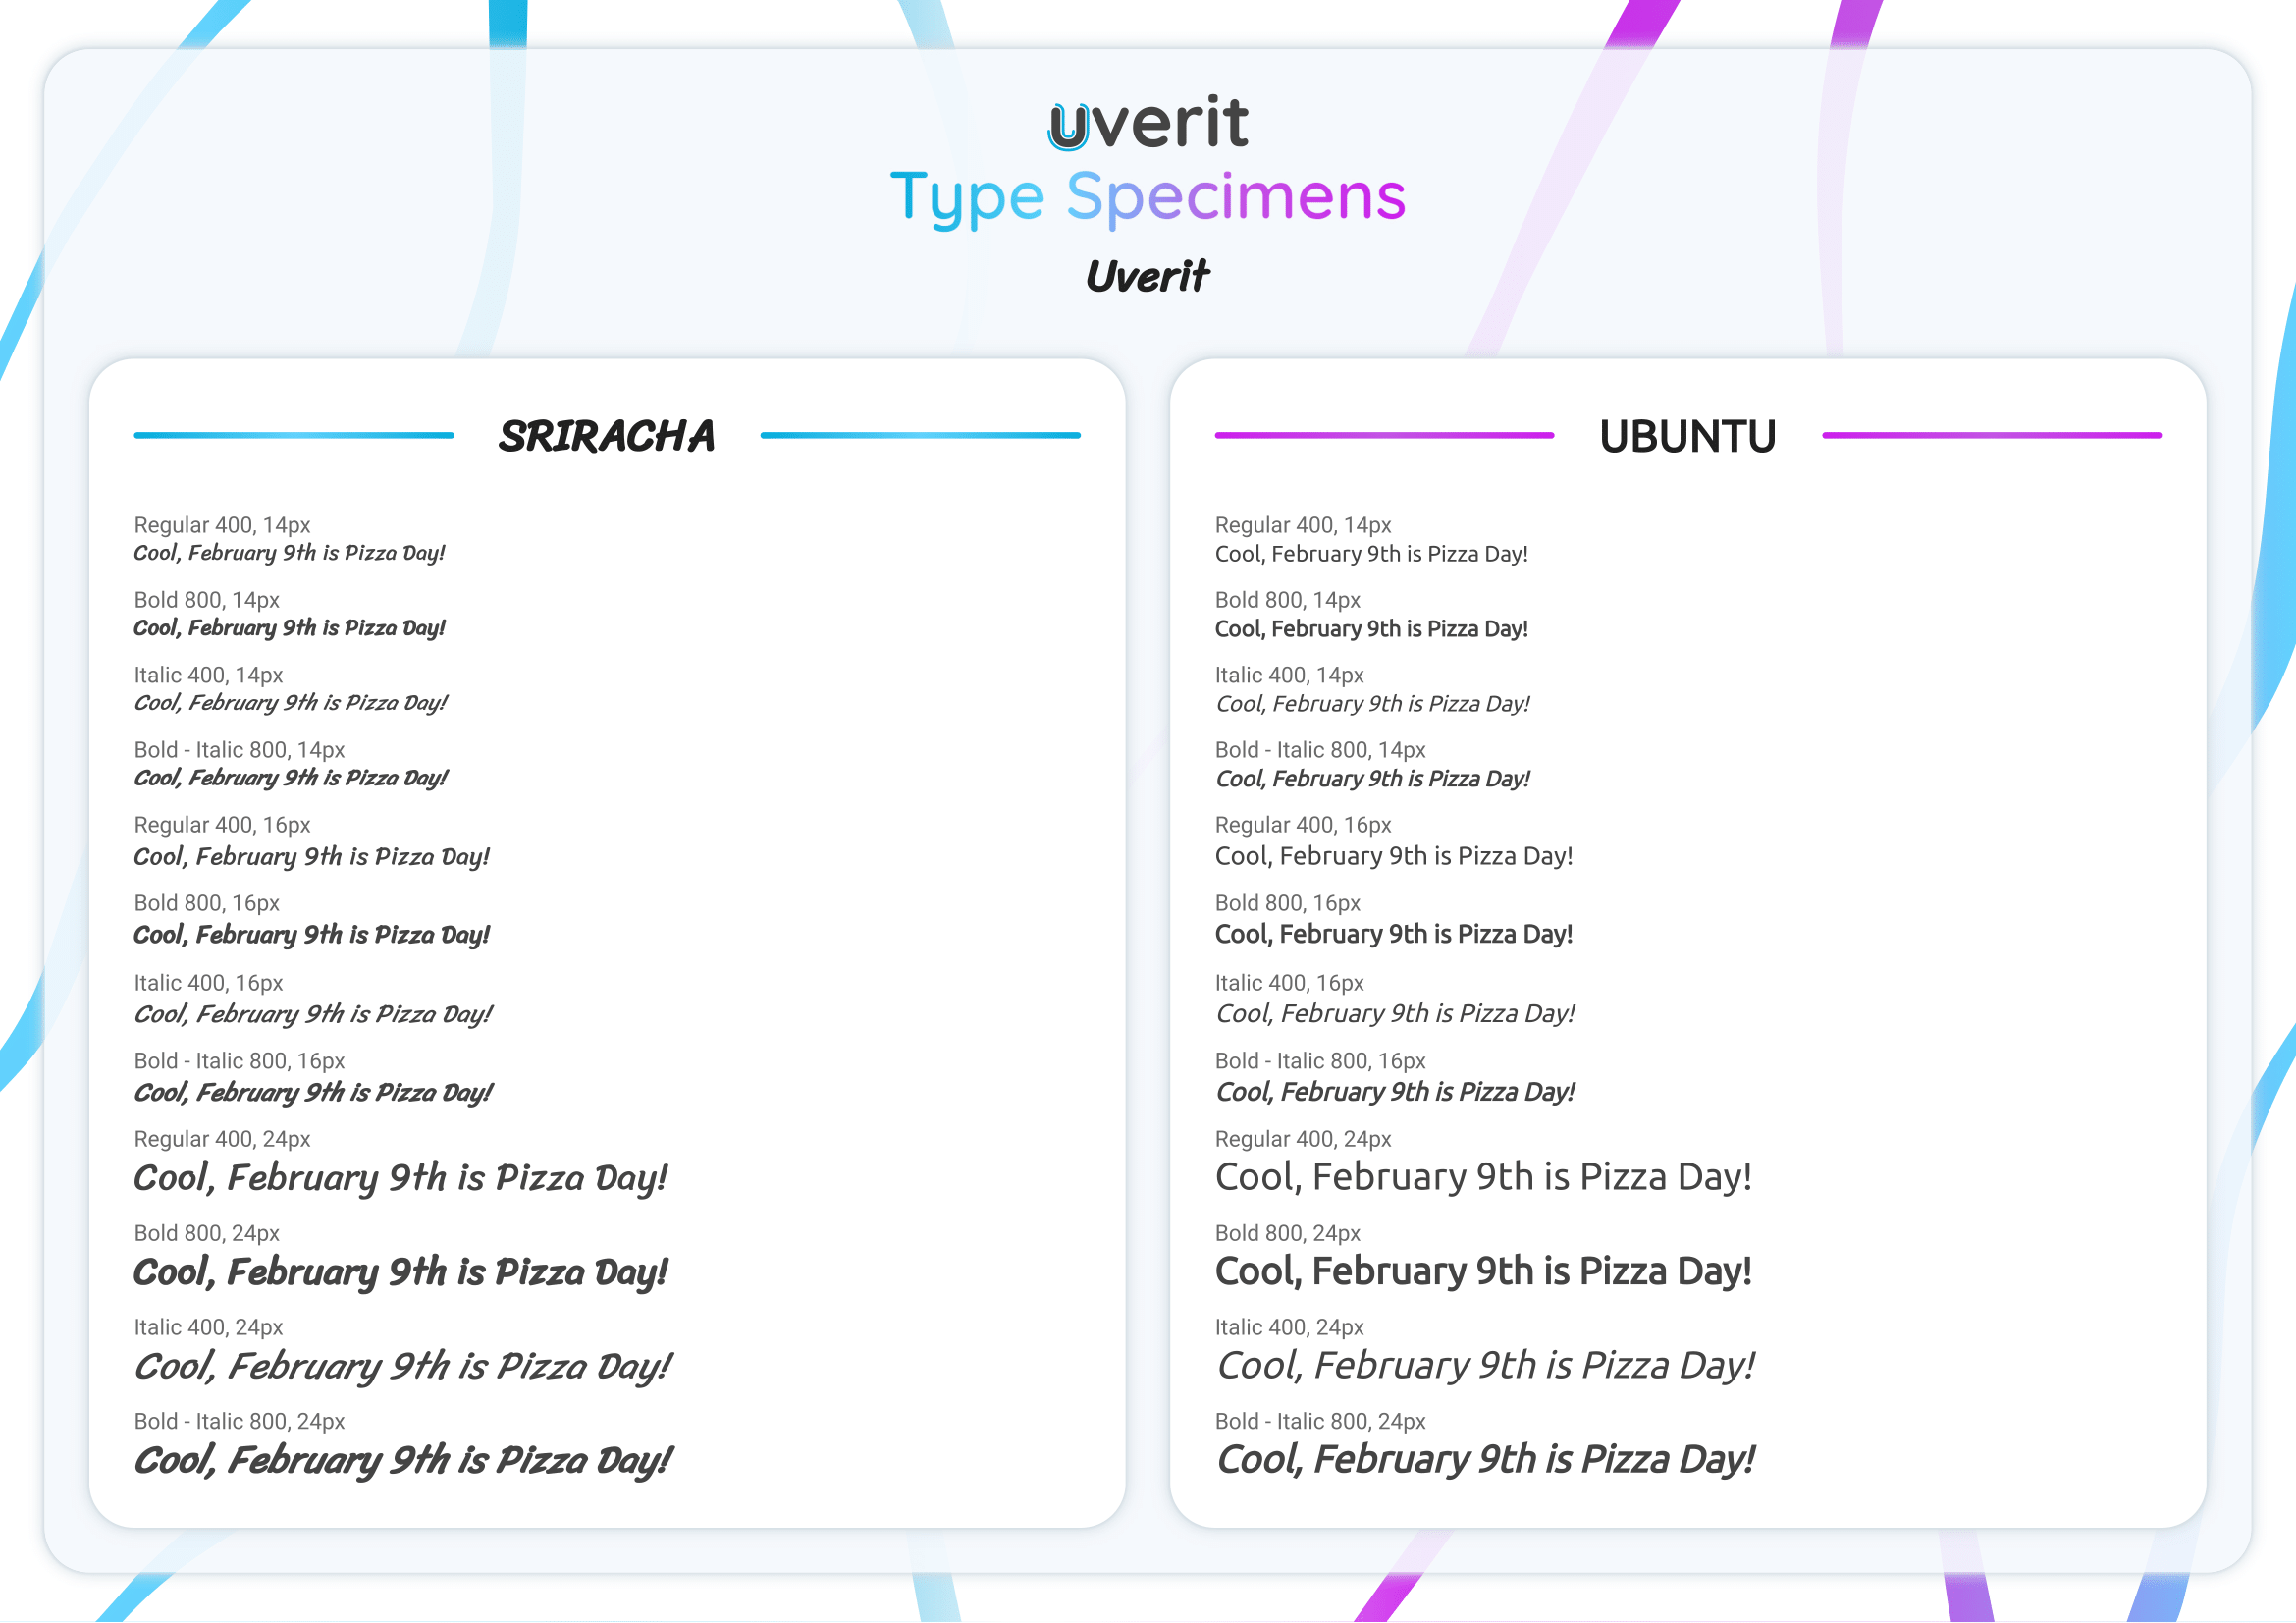 uverit
Type Specimens
Uverit
SRIRACHA
Regular 400, 14px
Cool, February 9th is Pizza Day!
Bold 800, 14px
Cool, February 9th is Pizza Day!
Italic 400, 14px
Cool, February 9th is Pizza Day!
Bold - Italic 800, 14px
Cool, February 9th is Pizza Day!
Regular 400, 16px
Cool, February 9th is Pizza Day!
Bold 800, 16px
Cool, February 9th is Pizza Day!
Italic 400, 16px
Cool, February 9th is Pizza Day!
Bold - Italic 800, 16px
Cool, February 9th is Pizza Day!
Regular 400, 24px
Cool, February 9th is Pizza Day!
Bold 800, 24px
Cool, February 9th is Pizza Day!
Italic 400, 24px
Cool, February 9th is Pizza Day!
Bold - Italic 800, 24px
Cool, February 9th is Pizza Day!
UBUNTU
Regular 400, 14px
Cool, February 9th is Pizza Day!
Bold 800, 14px
Cool, February 9th is Pizza Day!
Italic 400, 14px
Cool, February 9th is Pizza Day!
Bold - Italic 800, 14px
Cool, February 9th is Pizza Day!
Regular 400, 16px
Cool, February 9th is Pizza Day!
Bold 800, 16px
Cool, February 9th is Pizza Day!
Italic 400, 16px
Cool, February 9th is Pizza Day!
Bold - Italic 800, 16px
Cool, February 9th is Pizza Day!
Regular 400, 24px
Cool, February 9th is Pizza Day!
Bold 800, 24px
Cool, February 9th is Pizza Day!
Italic 400, 24px
Cool, February 9th is Pizza Day!
Bold - Italic 800, 24px
Cool, February 9th is Pizza Day!